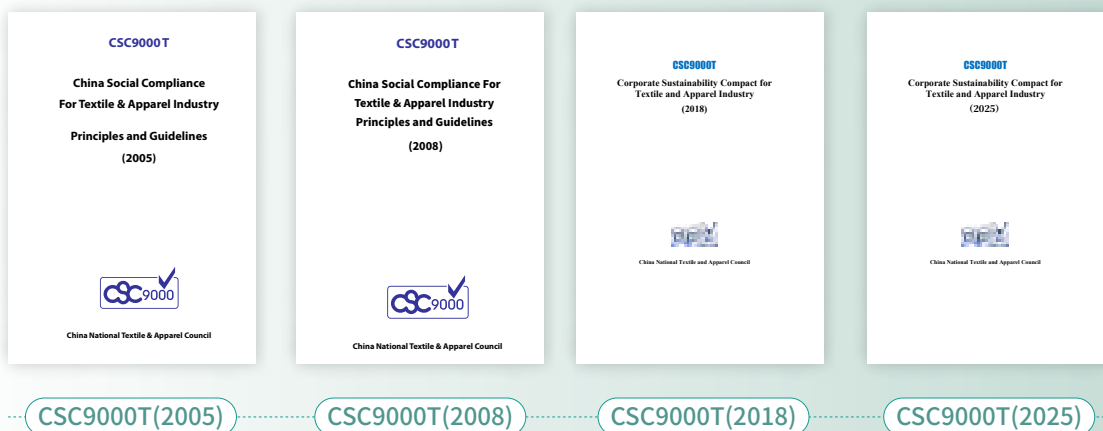 CSC9000T
China Social Compliance
For Textile & Apparel Industry
Principles and Guidelines
(2005)
CSC9000
China National Textile & Apparel Council
CSC9000T(2005)
CSC9000T
China Social Compliance For
Textile & Apparel Industry
Principles and Guidelines
(2008)
CSC9000
China National Textile & Apparel Council
CSC9000T(2008)
CSC9000T
Corporate Sustainability Compact for
Textile and Apparel Industry
(2018)
China National Textile and Apparel Council
CSC9000T(2018)
CSC9000T
Corporate Sustainability Compact for
Textile and Apparel Industry
(2025)
China National Textile and Apparel Council
CSC9000T(2025)